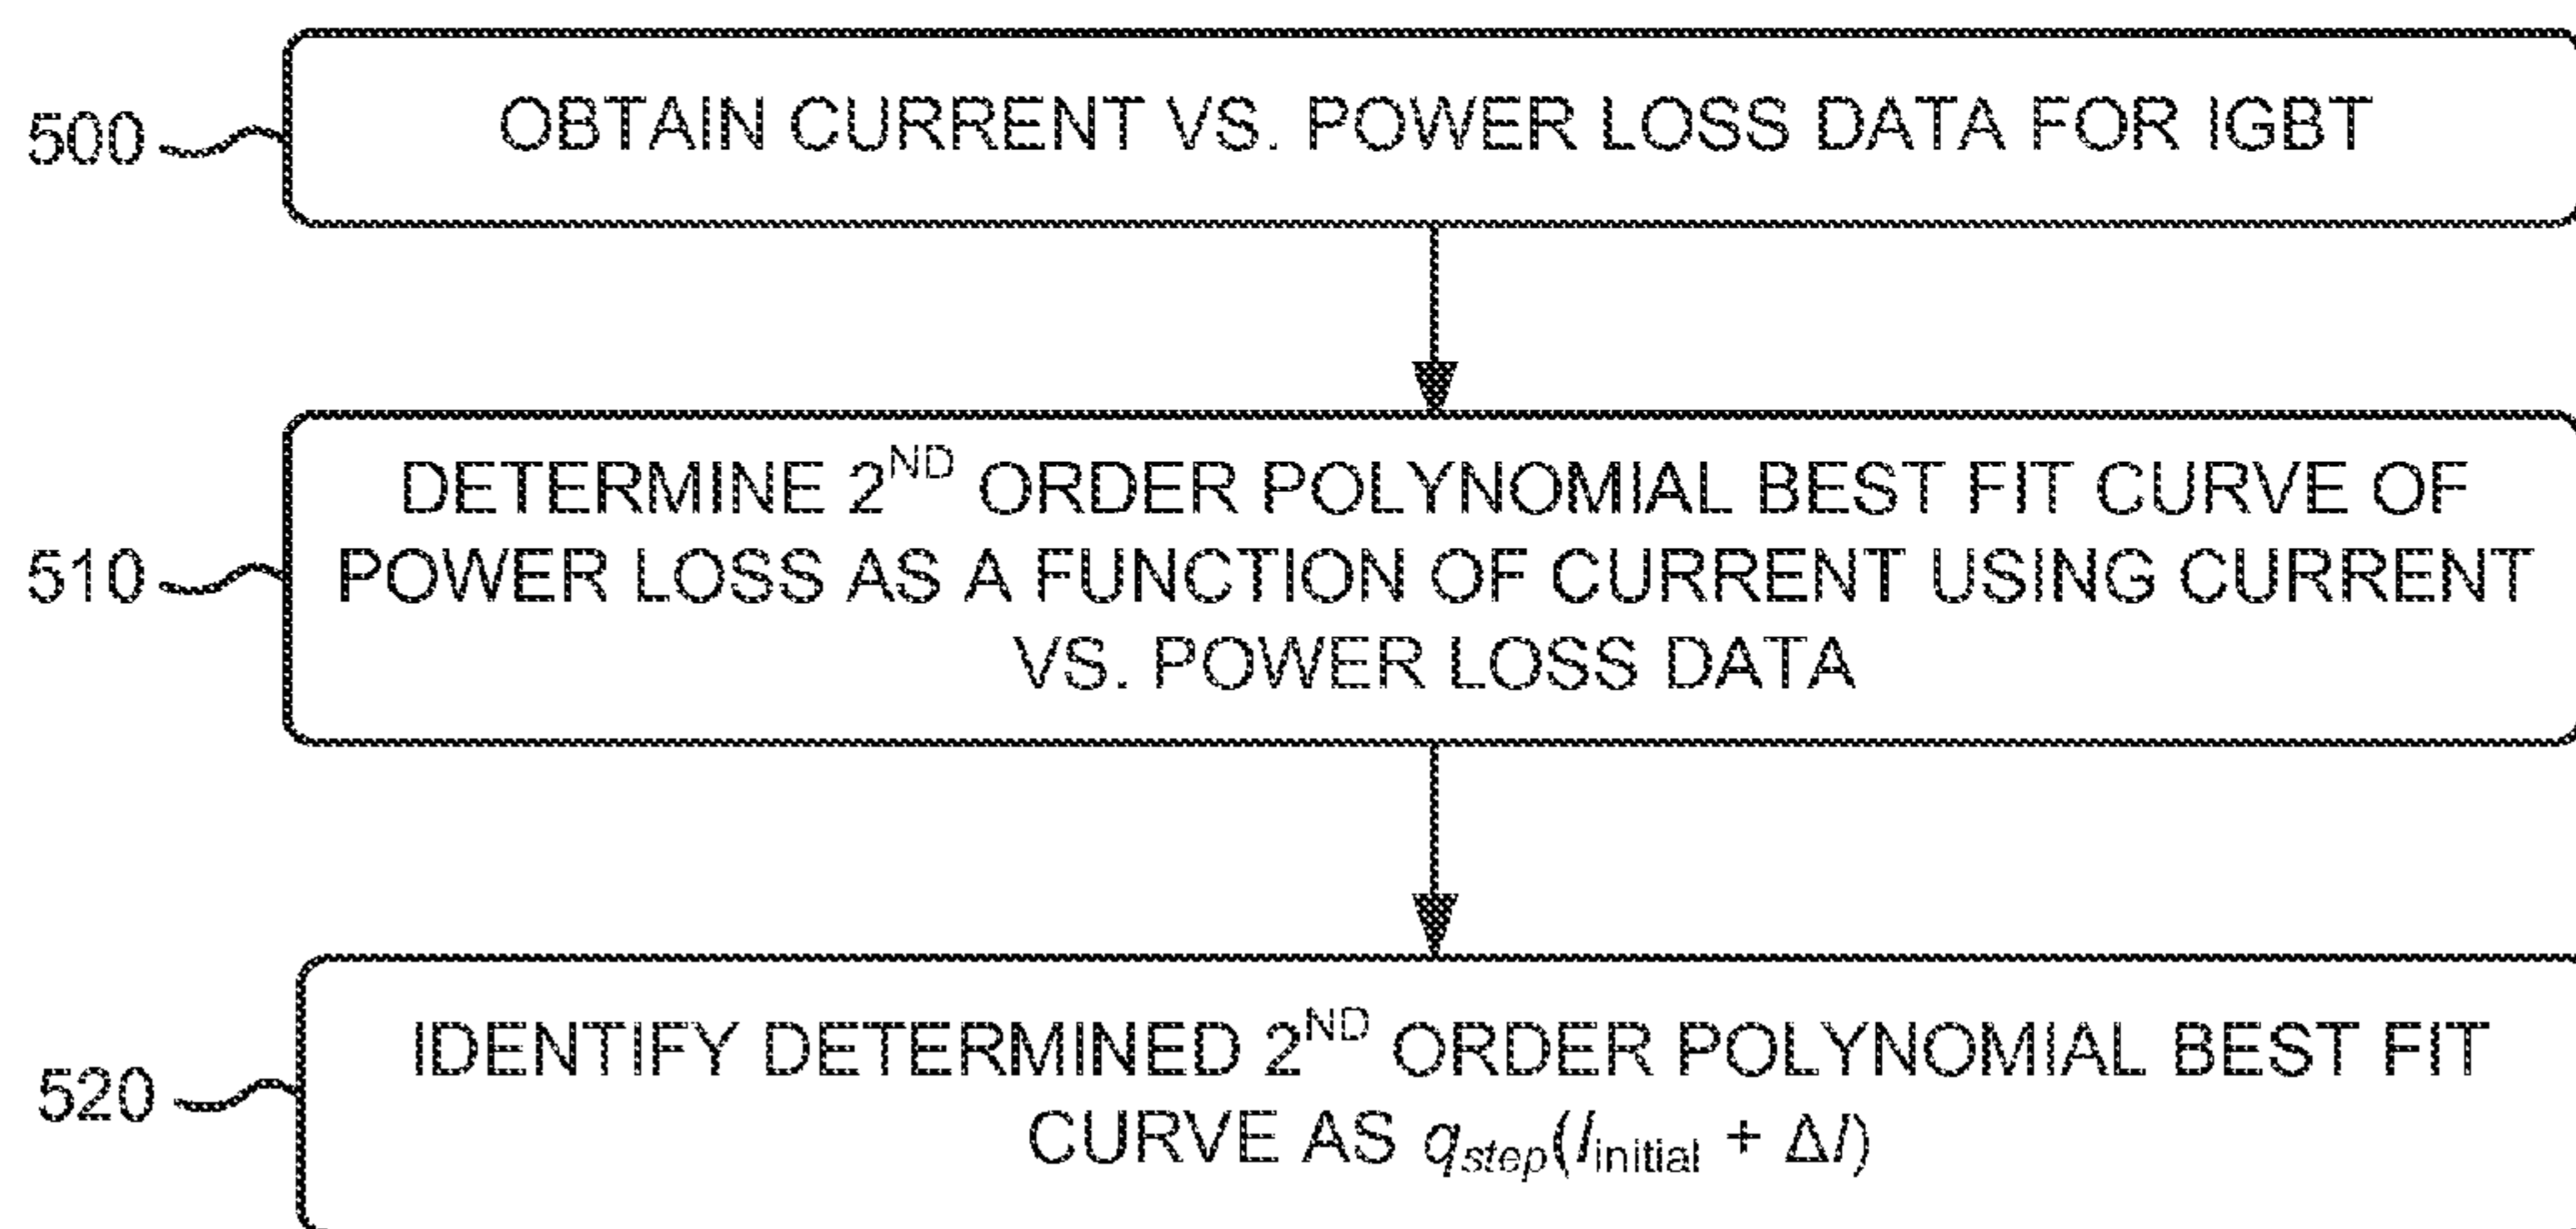 500
OBTAIN CURRENT VS. POWER LOSS DATA FOR IGBT
510
DETERMINE 2ND ORDER POLYNOMIAL BEST FIT CURVE OF
POWER LOSS AS A FUNCTION OF CURRENT USING CURRENT
VS. POWER LOSS DATA
520
IDENTIFY DETERMINED 2ND ORDER POLYNOMIAL BEST FIT
CURVE AS qstep(Iinitial + ΔI)